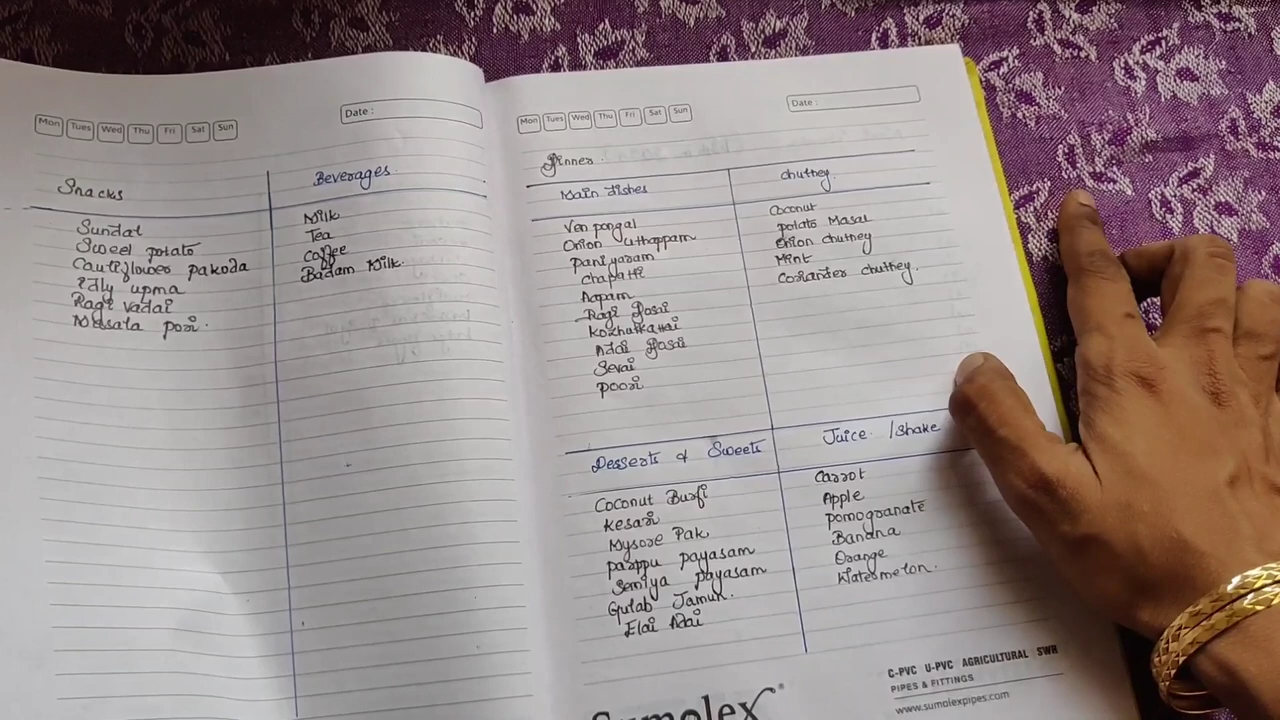 Mon Tues Wed Thu Fri Sat Sun
Date :
Snacks
Beverages.
Sundal
Sweet potato
Cauliflower pakoda
Idly upma
Ragi vadai
Masala pori.
Milk
Tea
Coffee
Badam Milk.
Mon Tues Wed Thu Fri Sat Sun
Date :
Dinner.
Main dishes
chutney.
Ven pongal
Onion uthappam
paniyaram
chapatti
Aapam
Ragi Dosai
Kozhukattai
Adai Dosai
Sevai
Poori
Coconut
potato Masal
Onion chutney
Mint
Coriander chutney.
Desserts & Sweets
Juice /shake
Coconut Burfi
Kesari
Mysore Pak
parppu payasam
Semiya payasam
Gulab Jamun.
Elai Adai
Carrot
Apple
pomogranate
Banana
Orange
Watermelon.
Sumolex®
C-PVC U-PVC AGRICULTURAL SWR
PIPES & FITTINGS
www.sumolexpipes.com